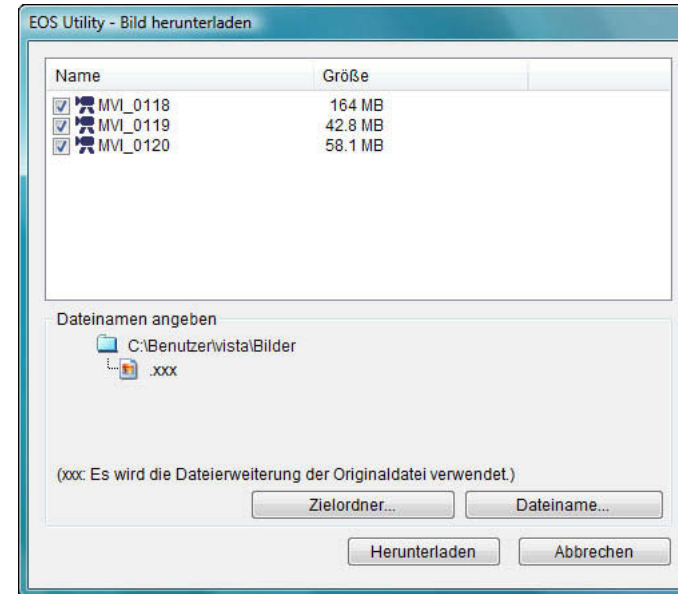 EOS Utility - Bild herunterladen
Name Größe
MVI_0118 164 MB
MVI_0119 42.8 MB
MVI_0120 58.1 MB
Dateinamen angeben
C:\Benutzer\vista\Bilder
.xxx
(xxx: Es wird die Dateierweiterung der Originaldatei verwendet.)
Zielordner... Dateiname...
Herunterladen Abbrechen